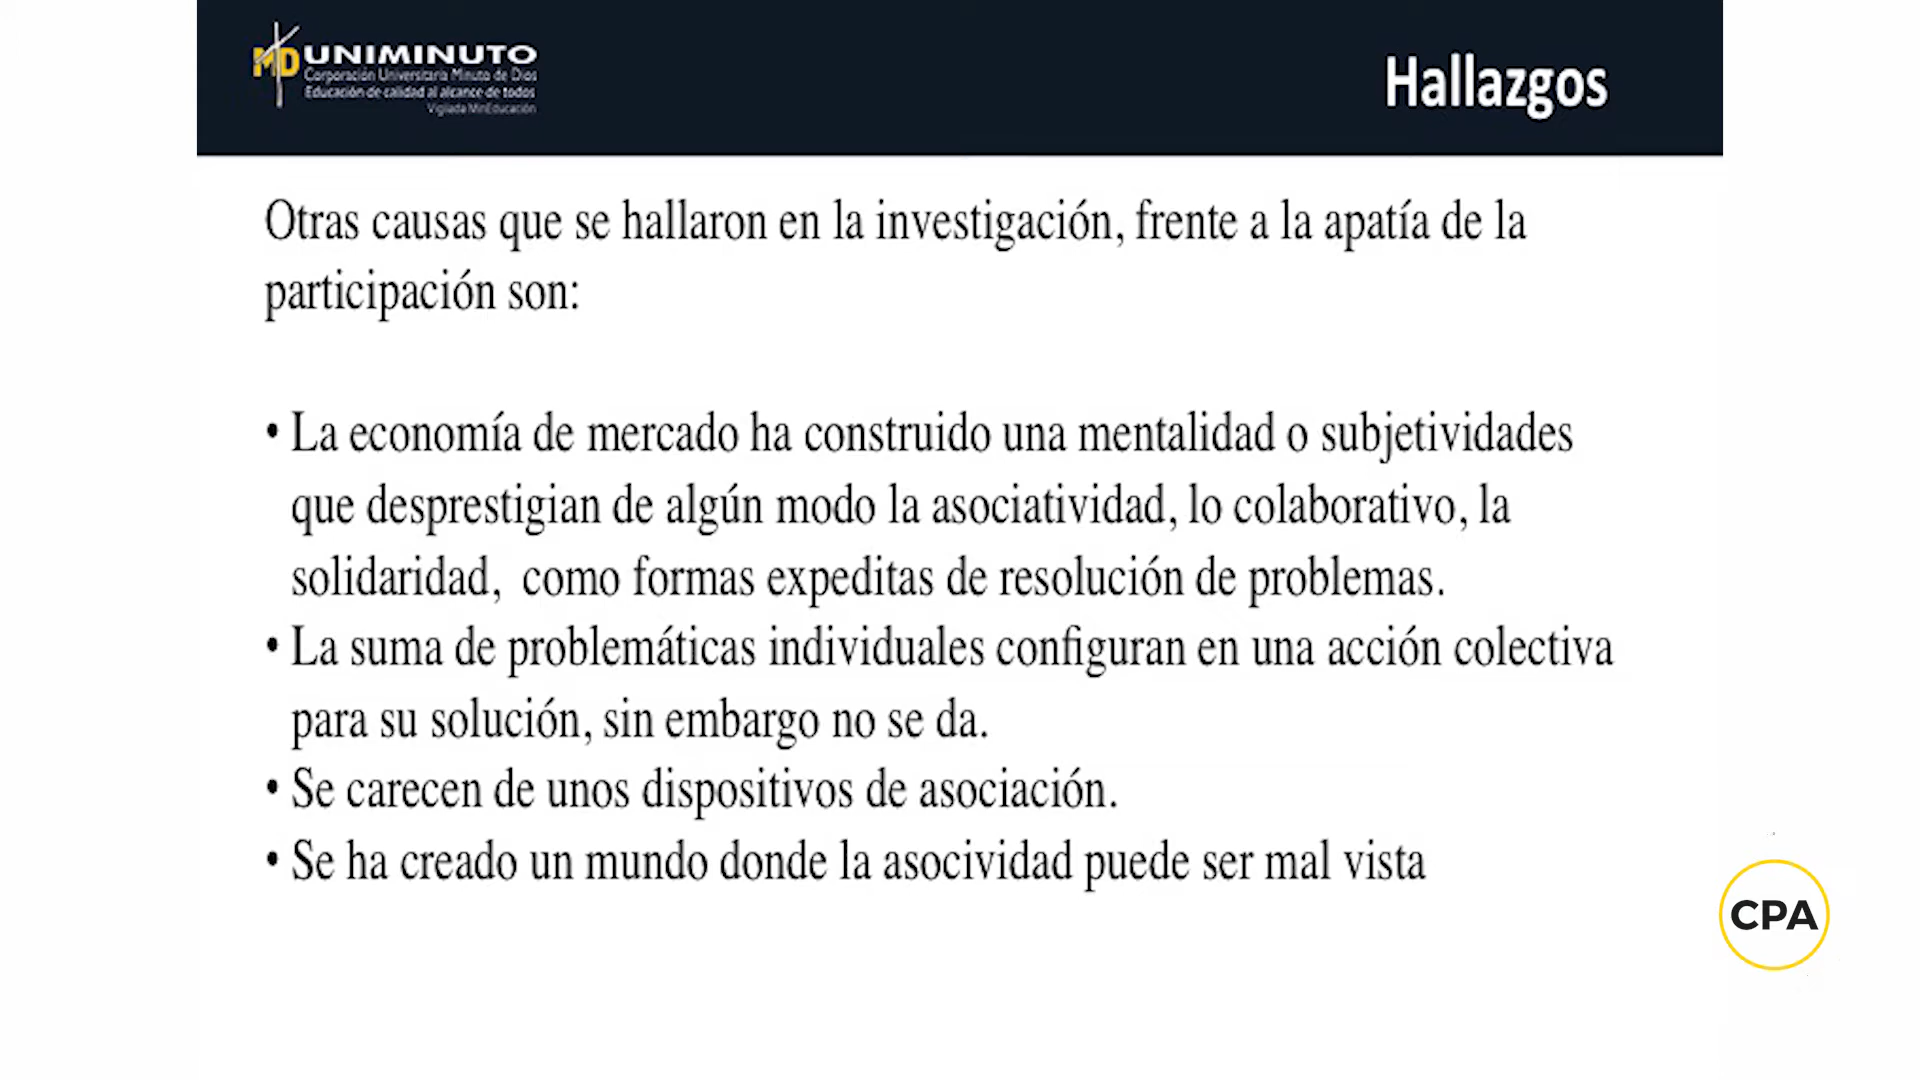 UNIMINUTO
Corporación Universitaria Minuto de Dios
Educación de calidad al alcance de todos
Vigilada MinEducación
Hallazgos
Otras causas que se hallaron en la investigación, frente a la apatía de la
participación son:
• La economía de mercado ha construido una mentalidad o subjetividades
que desprestigian de algún modo la asociatividad, lo colaborativo, la
solidaridad, como formas expeditas de resolución de problemas.
• La suma de problemáticas individuales configuran en una acción colectiva
para su solución, sin embargo no se da.
• Se carecen de unos dispositivos de asociación.
• Se ha creado un mundo donde la asocividad puede ser mal vista
CPA